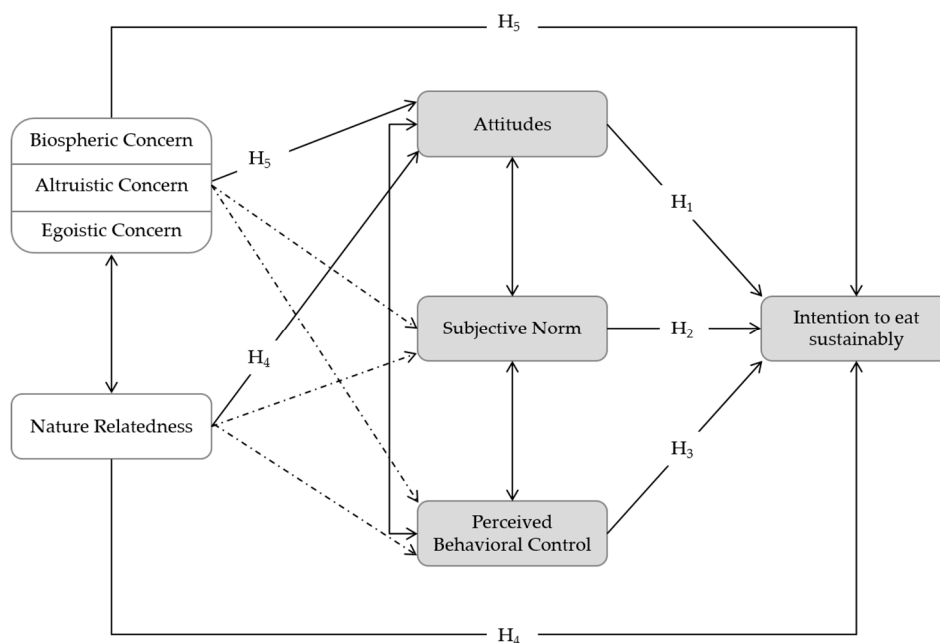 H5
Biospheric Concern
Altruistic Concern
Egoistic Concern
H5
Attitudes
H1
Subjective Norm
H2
Intention to eat
sustainably
H4
Nature Relatedness
H3
Perceived
Behavioral Control
H4